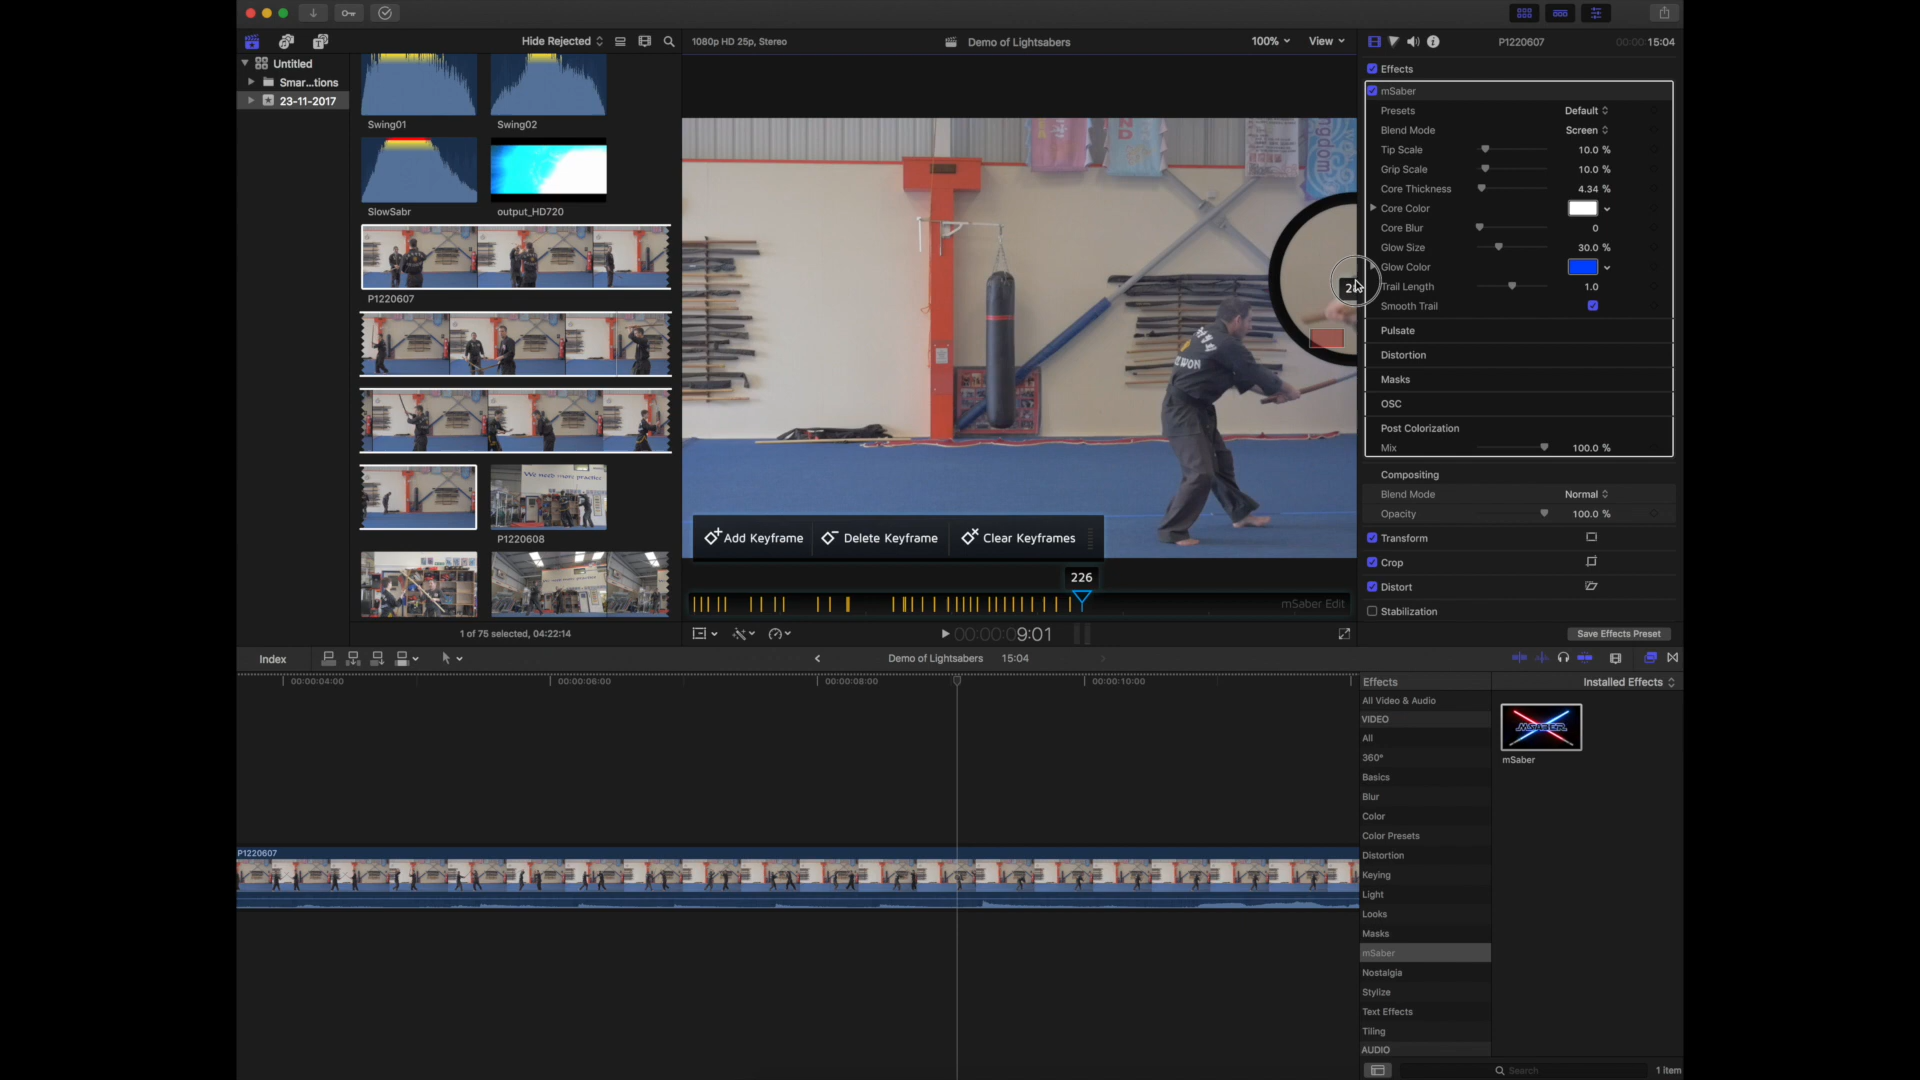 Hide Rejected
1080p HD 25p, Stereo
Demo of Lightsabers
100%
View
P1220607
00:00:15:04
Untitled
Smar...tions
23-11-2017
Swing01
Swing02
SlowSabr
output_HD720
P1220607
P1220608
1 of 75 selected, 04:22:14
Add Keyframe
Delete Keyframe
Clear Keyframes
226
mSaber Edit
00:00:09:01
Effects
mSaber
Presets
Default
Blend Mode
Screen
Tip Scale
10.0 %
Grip Scale
10.0 %
Core Thickness
4.34 %
Core Color
Core Blur
0
Glow Size
30.0 %
Glow Color
Trail Length
1.0
Smooth Trail
Pulsate
Distortion
Masks
OSC
Post Colorization
Mix
100.0 %
Compositing
Blend Mode
Normal
Opacity
100.0 %
Transform
Crop
Distort
Stabilization
Save Effects Preset
Index
Demo of Lightsabers
15:04
00:00:04:00
00:00:06:00
00:00:08:00
00:00:10:00
P1220607
Effects
Installed Effects
All Video & Audio
VIDEO
All
360°
Basics
Blur
Color
Color Presets
Distortion
Keying
Light
Looks
Masks
mSaber
Nostalgia
Stylize
Text Effects
Tiling
AUDIO
MSABER
mSaber
Search
1 item